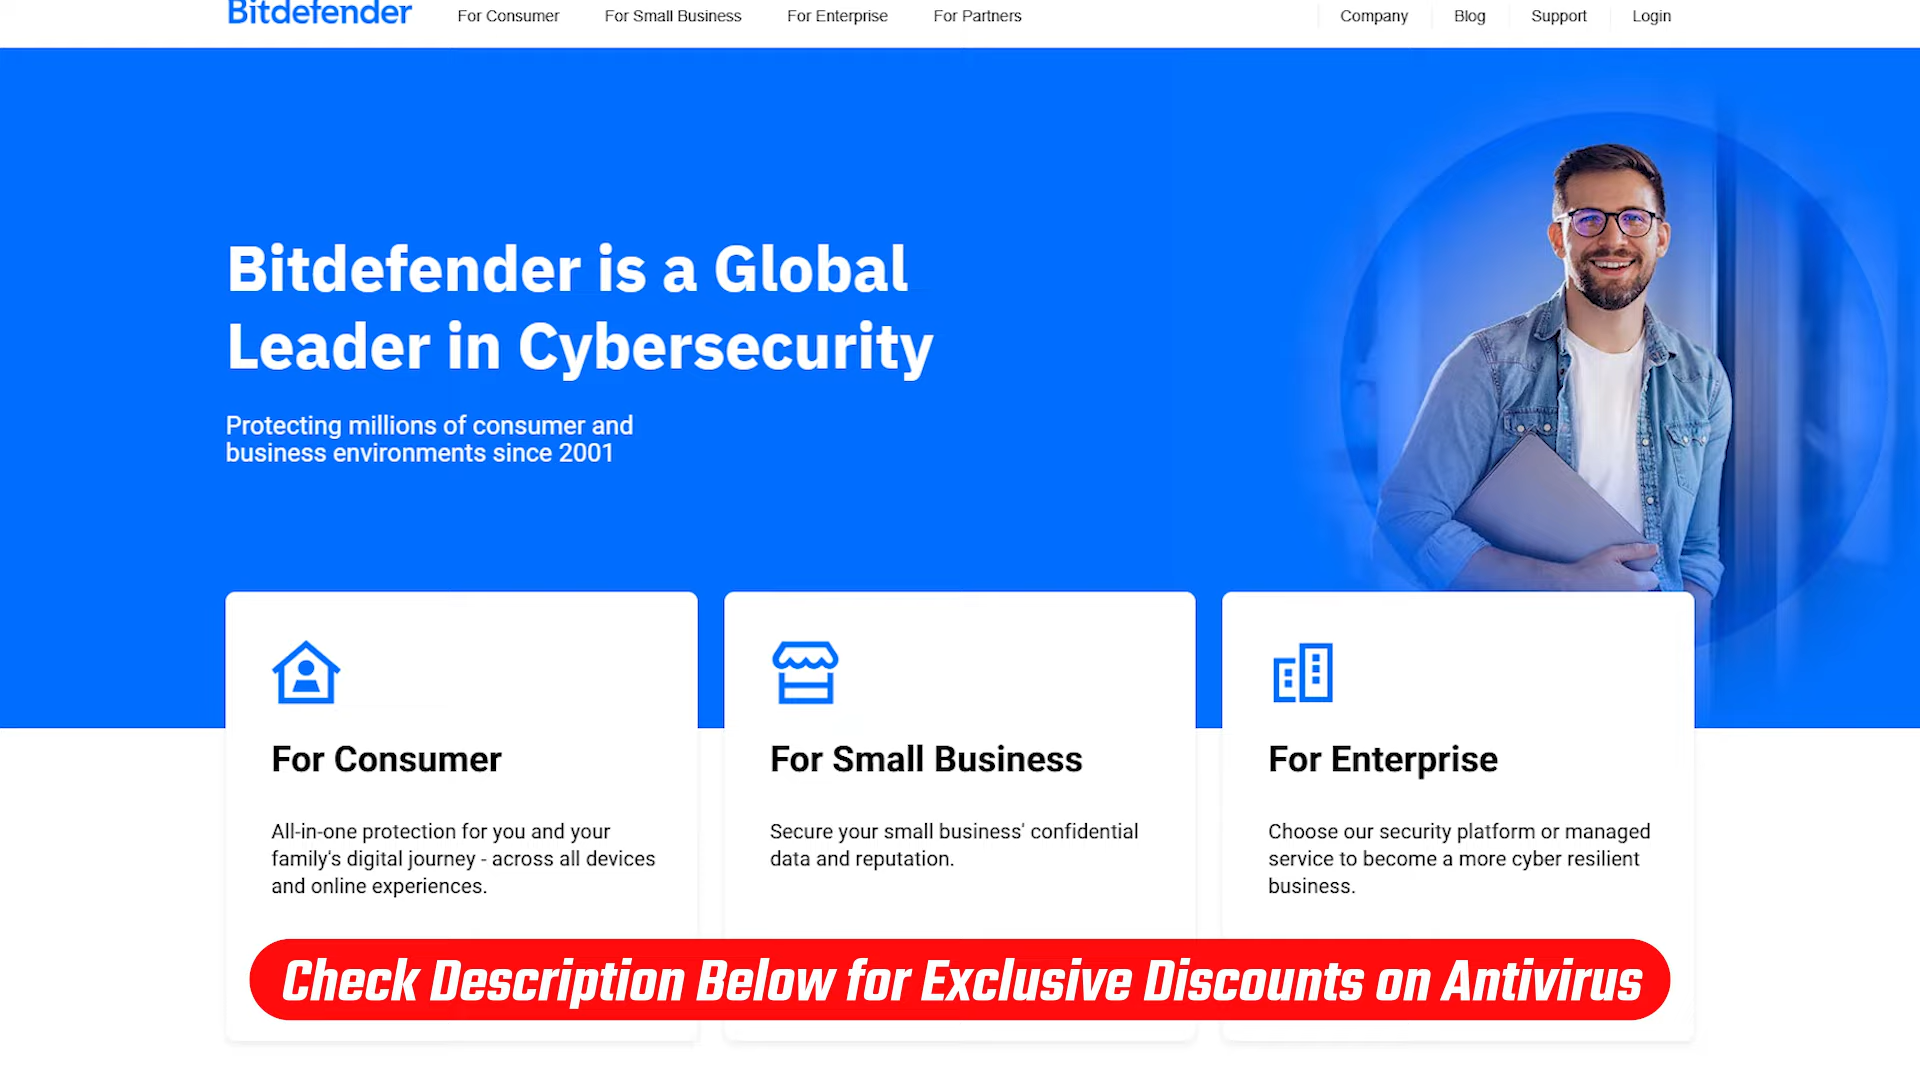 Bitdefender
For Consumer
For Small Business
For Enterprise
For Partners
Company
Blog
Support
Login
Bitdefender is a Global
Leader in Cybersecurity
Protecting millions of consumer and
business environments since 2001
For Consumer
All-in-one protection for you and your
family's digital journey - across all devices
and online experiences.
For Small Business
Secure your small business' confidential
data and reputation.
For Enterprise
Choose our security platform or managed
service to become a more cyber resilient
business.
Check Description Below for Exclusive Discounts on Antivirus